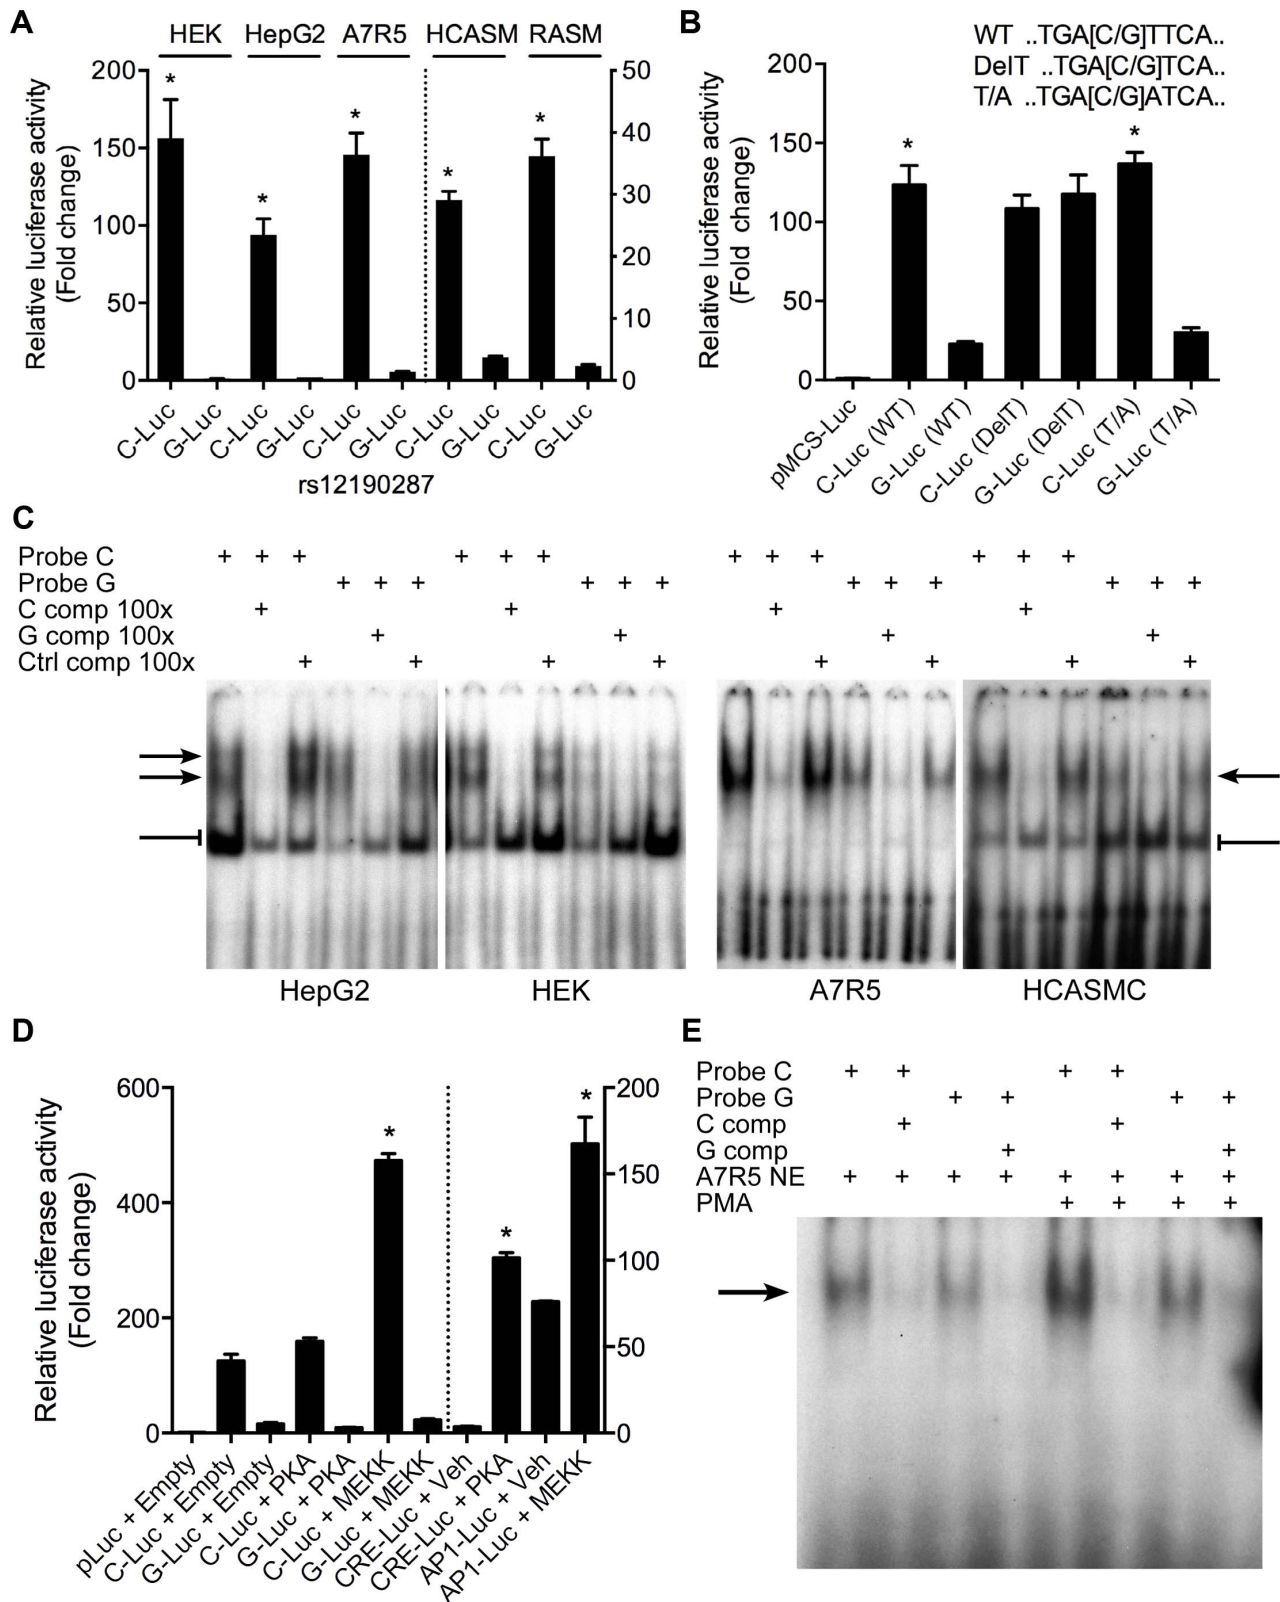 A
HEK HepG2 A7R5 HCASM RASM
Relative luciferase activity
(Fold change)
200
150
100
50
0
50
40
30
20
10
0
* * * * *
C-Luc G-Luc C-Luc G-Luc C-Luc G-Luc C-Luc G-Luc C-Luc G-Luc
rs12190287
B
WT ..TGA[C/G]TTCA..
DelT ..TGA[C/G]TCA..
T/A ..TGA[C/G]ATCA..
Relative luciferase activity
(Fold change)
200
150
100
50
0
* *
pMCS-Luc C-Luc (WT) G-Luc (WT) C-Luc (DelT) G-Luc (DelT) C-Luc (T/A) G-Luc (T/A)
C
Probe C + + + + + + + + + + + +
Probe G + + + + + + + + + + + +
C comp 100x + + + +
G comp 100x + + + +
Ctrl comp 100x + + + + + + + +
HepG2 HEK A7R5 HCASMC
D
Relative luciferase activity
(Fold change)
600
400
200
0
200
150
100
50
0
* * *
pLuc + Empty C-Luc + Empty G-Luc + Empty C-Luc + PKA G-Luc + PKA C-Luc + MEKK G-Luc + MEKK CRE-Luc + Veh CRE-Luc + PKA AP1-Luc + Veh AP1-Luc + MEKK
E
Probe C + + + +
Probe G + + + +
C comp + +
G comp + +
A7R5 NE + + + + + + + +
PMA + + + +